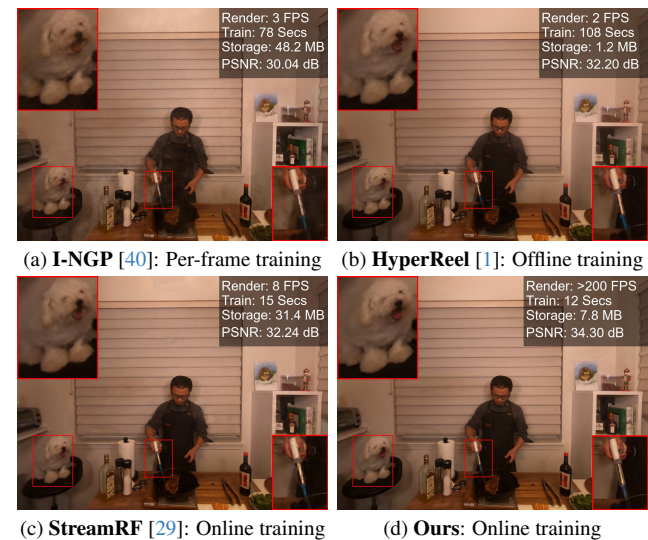 Render: 3 FPS
Train: 78 Secs
Storage: 48.2 MB
PSNR: 30.04 dB
Render: 2 FPS
Train: 108 Secs
Storage: 1.2 MB
PSNR: 32.20 dB
(a) I-NGP [40]: Per-frame training
(b) HyperReel [1]: Offline training
Render: 8 FPS
Train: 15 Secs
Storage: 31.4 MB
PSNR: 32.24 dB
Render: >200 FPS
Train: 12 Secs
Storage: 7.8 MB
PSNR: 34.30 dB
(c) StreamRF [29]: Online training
(d) Ours: Online training